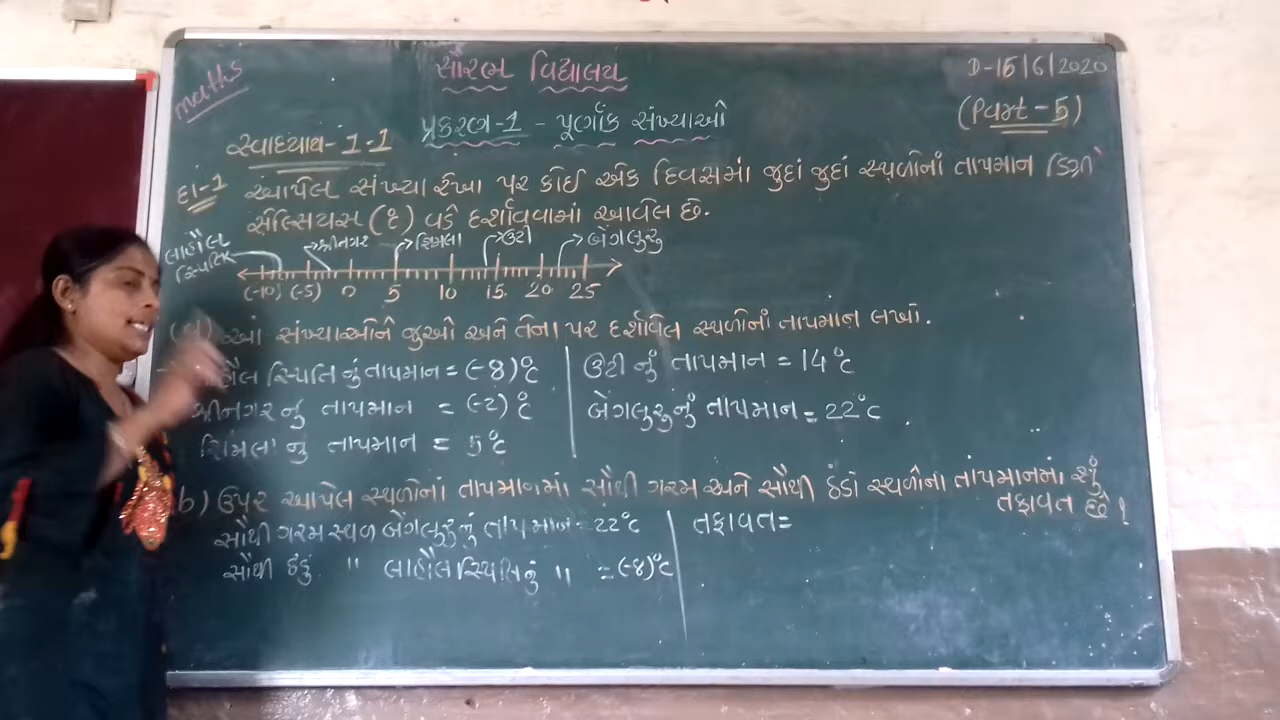 maths
સૌરભ વિદ્યાલય
D-15/6/2020
પ્રકરણ-1 - પૂર્ણાંક સંખ્યાઓ
(Part-5)
સ્વાધ્યાય-1.1
દા-1 આપેલ સંખ્યા રેખા પર કોઈ એક દિવસમાં જુદાં જુદાં સ્થળોનાં તાપમાન ડિગ્રી
સેલ્સિયસ (°C) વડે દર્શાવવામાં આવેલ છે.
લાહૌલ સ્પિતિ શ્રીનગર શિમલા ઉટી બેંગલુરુ
(-10) (-5) 0 5 10 15 20 25
(a) આ સંખ્યાઓને જુઓ અને તેના પર દર્શાવેલ સ્થળોનાં તાપમાન લખો.
સ્પિતિનું તાપમાન = (-8)°C
શ્રીનગરનું તાપમાન = (-2)°C
શિમલાનું તાપમાન = 5°C
ઉટીનું તાપમાન = 14°C
બેંગલુરુનું તાપમાન = 22°C
b) ઉપર આપેલ સ્થળોનાં તાપમાનમાં સૌથી ગરમ અને સૌથી ઠંડાં સ્થળોના તાપમાનમાં શું
તફાવત છે?
સૌથી ગરમ સ્થળ બેંગલુરુનું તાપમાન = 22°C
સૌથી ઠંડું " લાહૌલ સ્પિતિનું " = (-8)°C
તફાવત =